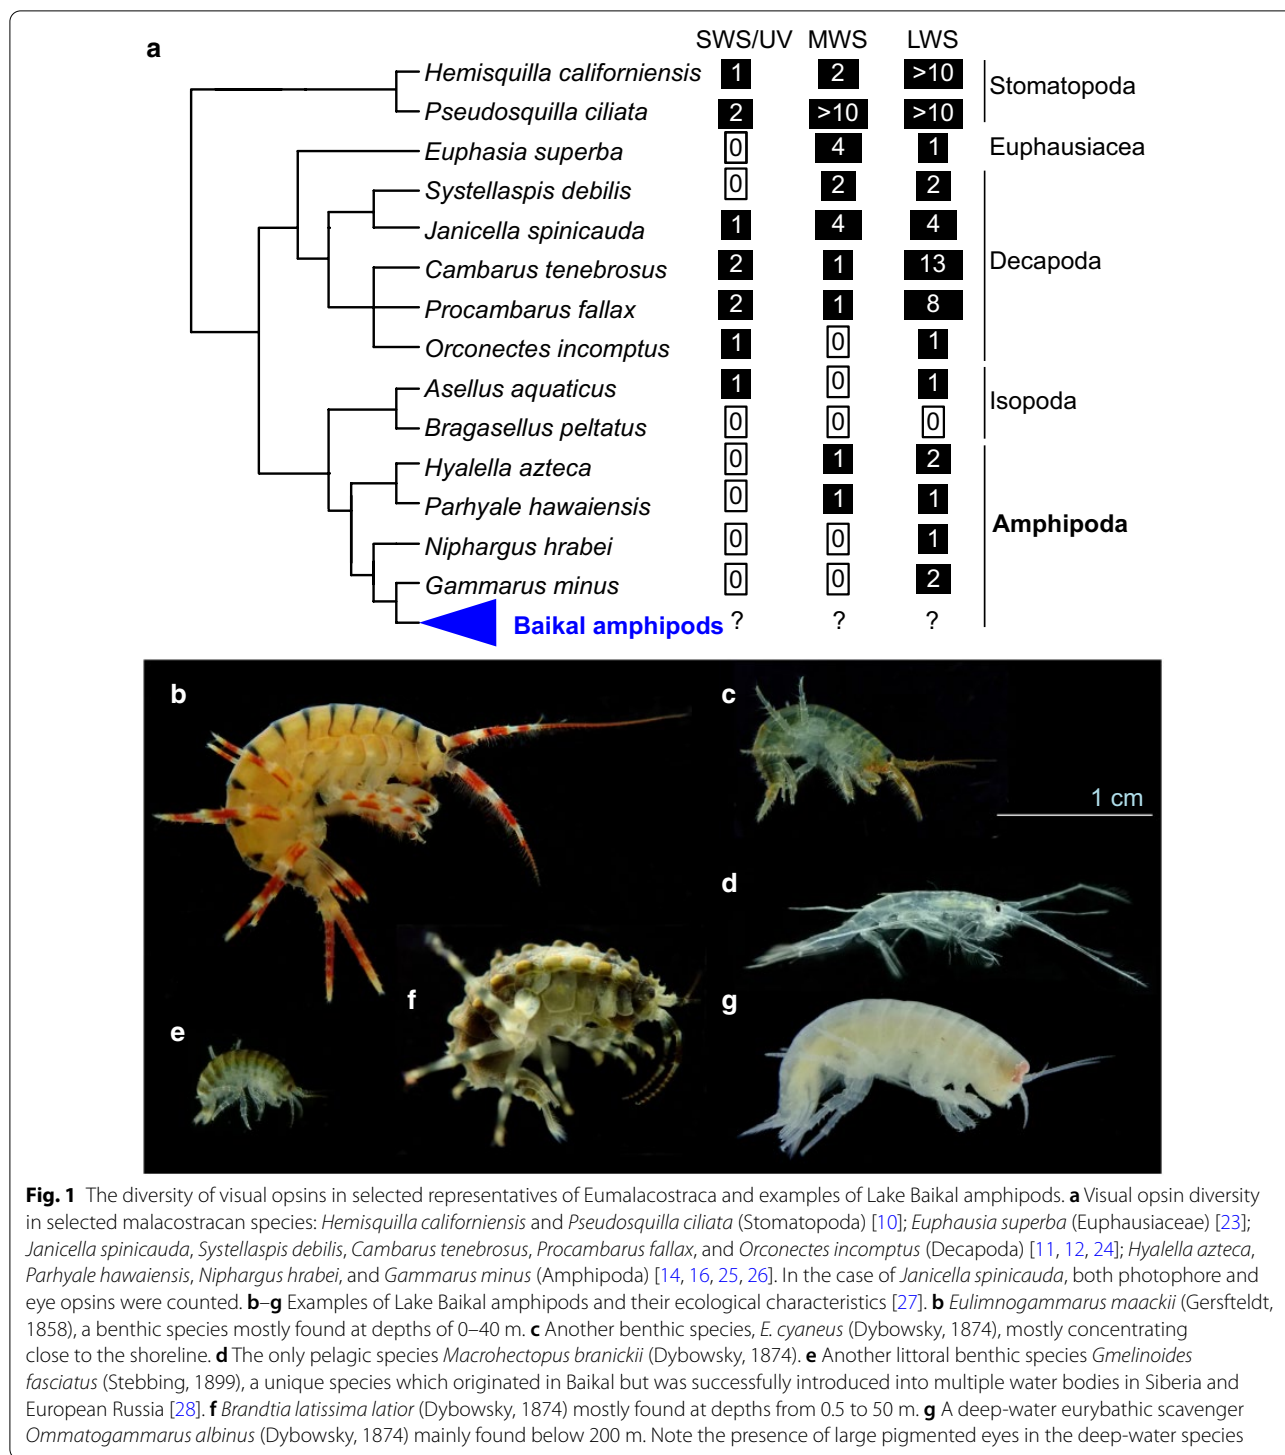 a
SWS/UV MWS LWS
Hemisquilla californiensis 1 2 >10
Pseudosquilla ciliata 2 >10 >10
Stomatopoda
Euphasia superba 0 4 1 Euphausiacea
Systellaspis debilis 0 2 2
Janicella spinicauda 1 4 4
Cambarus tenebrosus 2 1 13 Decapoda
Procambarus fallax 2 1 8
Orconectes incomptus 1 0 1
Asellus aquaticus 1 0 1
Isopoda
Bragasellus peltatus 0 0 0
Hyalella azteca 0 1 2
Parhyale hawaiensis 0 1 1
Amphipoda
Niphargus hrabei 0 0 1
Gammarus minus 0 0 2
Baikal amphipods ? ? ?
b
c
1 cm
d
f
g
e
Fig. 1 The diversity of visual opsins in selected representatives of Eumalacostraca and examples of Lake Baikal amphipods. a Visual opsin diversity
in selected malacostracan species: Hemisquilla californiensis and Pseudosquilla ciliata (Stomatopoda) [10]; Euphausia superba (Euphausiaceae) [23];
Janicella spinicauda, Systellaspis debilis, Cambarus tenebrosus, Procambarus fallax, and Orconectes incomptus (Decapoda) [11, 12, 24]; Hyalella azteca,
Parhyale hawaiensis, Niphargus hrabei, and Gammarus minus (Amphipoda) [14, 16, 25, 26]. In the case of Janicella spinicauda, both photophore and
eye opsins were counted. b–g Examples of Lake Baikal amphipods and their ecological characteristics [27]. b Eulimnogammarus maackii (Gersfteldt,
1858), a benthic species mostly found at depths of 0–40 m. c Another benthic species, E. cyaneus (Dybowsky, 1874), mostly concentrating
close to the shoreline. d The only pelagic species Macrohectopus branickii (Dybowsky, 1874). e Another littoral benthic species Gmelinoides
fasciatus (Stebbing, 1899), a unique species which originated in Baikal but was successfully introduced into multiple water bodies in Siberia and
European Russia [28]. f Brandtia latissima latior (Dybowsky, 1874) mostly found at depths from 0.5 to 50 m. g A deep-water eurybathic scavenger
Ommatogammarus albinus (Dybowsky, 1874) mainly found below 200 m. Note the presence of large pigmented eyes in the deep-water species